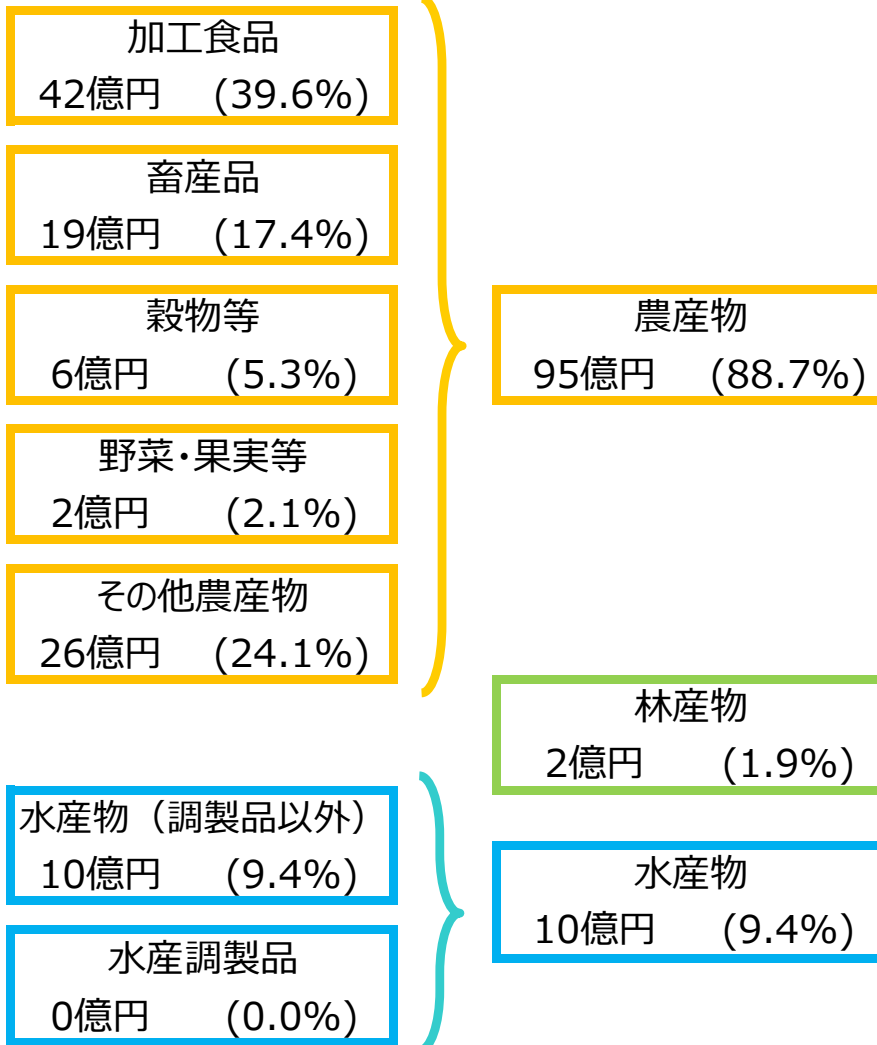 加工食品
42億円 (39.6%)
畜産品
19億円 (17.4%)
穀物等
6億円 (5.3%)
野菜・果実等
2億円 (2.1%)
その他農産物
26億円 (24.1%)
農産物
95億円 (88.7%)
林産物
2億円 (1.9%)
水産物（調製品以外）
10億円 (9.4%)
水産調製品
0億円 (0.0%)
水産物
10億円 (9.4%)